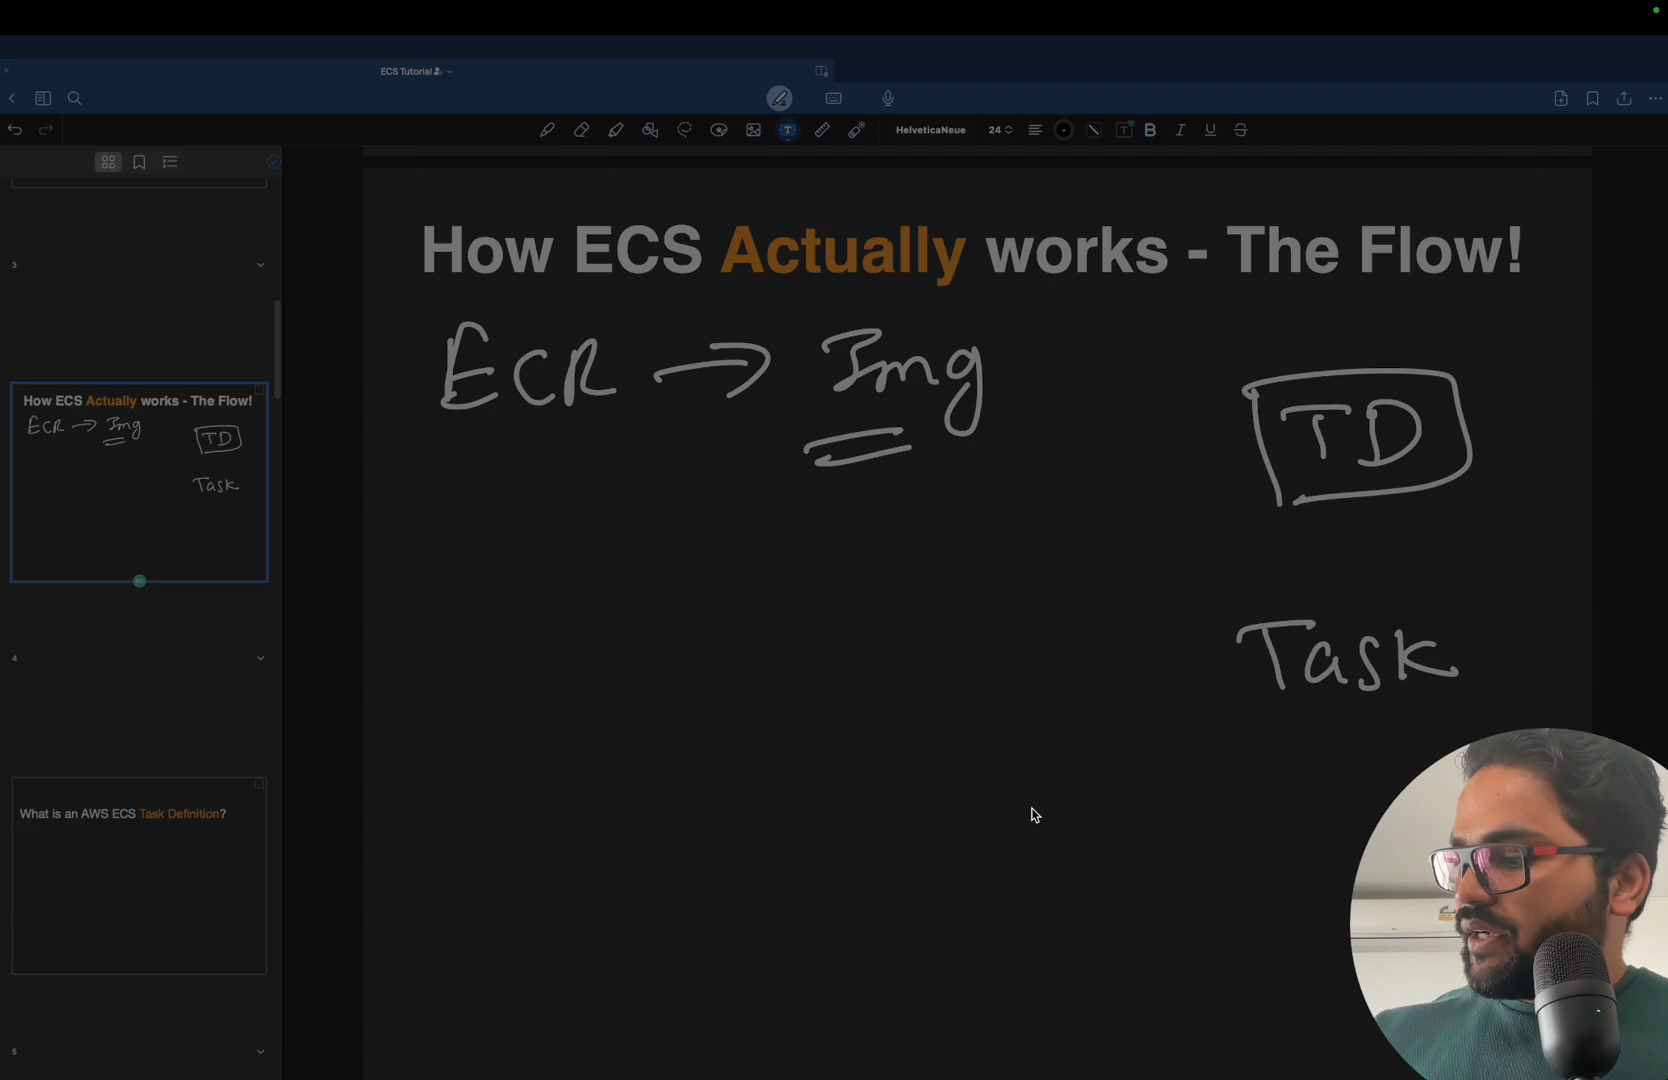 ECS Tutorial
HelveticaNeue 24
3
How ECS Actually works - The Flow!
ECR → Img
TD
Task
4
What is an AWS ECS Task Definition?
5
How ECS Actually works - The Flow!
ECR → Img
TD
Task